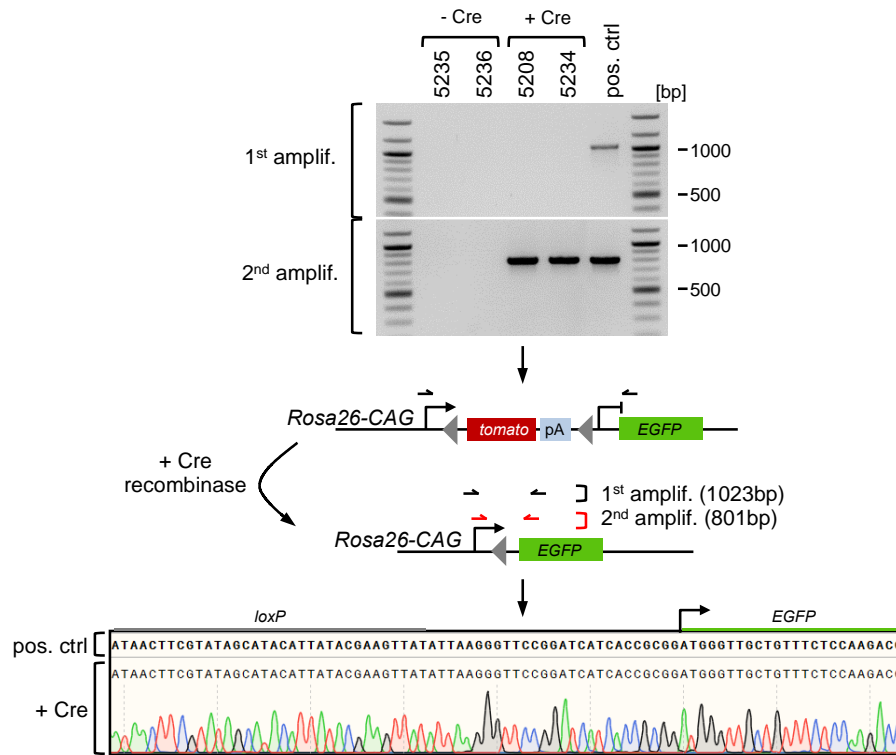 - Cre + Cre
5235 5236 5208 5234 pos. ctrl [bp]
1st amplif.
1000
500
2nd amplif.
1000
500
Rosa26-CAG tomato pA EGFP
+ Cre
recombinase
1st amplif. (1023bp)
2nd amplif. (801bp)
Rosa26-CAG EGFP
loxP EGFP
pos. ctrl ATAACTTCGTATAGCATACATTATACGAAGTTATATTAAGGGTTCCGGATCATCACCGCGGATGGGTTGCTGTTTCTCCAAGACC
ATAACTTCGTATAGCATACATTATACGAAGTTATATTAAGGGTTCCGGATCATCACCGCGGATGGGTTGCTGTTTCTCCAAGACC
+ Cre